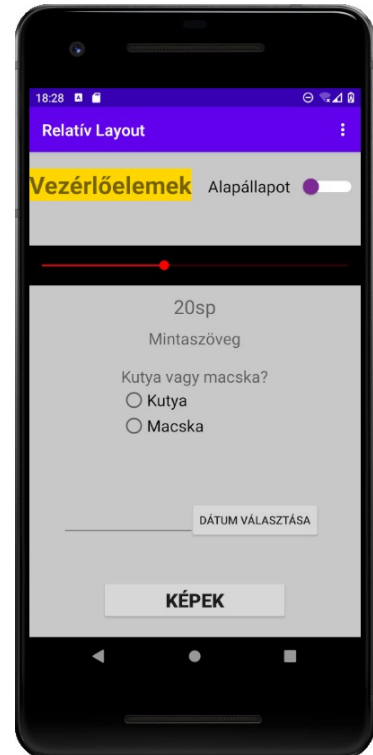 18:28
Relatív Layout
Vezérlőelemek Alapállapot
20sp
Mintaszöveg
Kutya vagy macska?
Kutya
Macska
DÁTUM VÁLASZTÁSA
KÉPEK